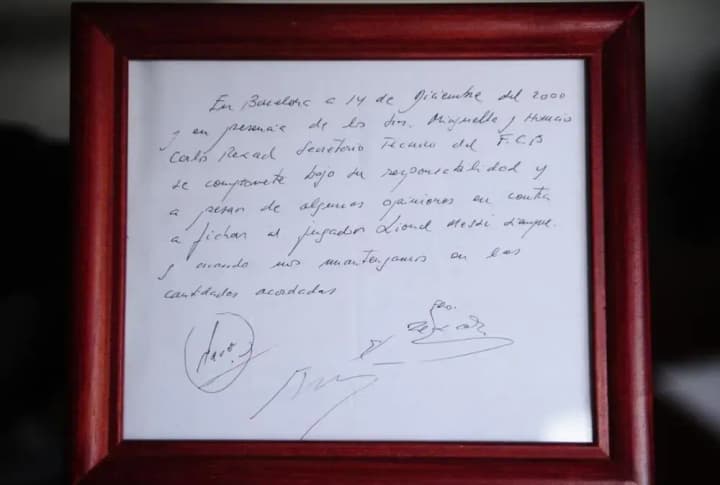 En Barcelona a 14 de Diciembre del 2000
y en presencia de los Srs. Minguella y Horacio
Carlos Rexach Secretario Técnico del F.C.B
se compromete bajo su responsabilidad y
a pesar de algunas opiniones en contra
a fichar al jugador Lionel Messi siempre
y cuando nos mantengamos en las
cantidades acordadas